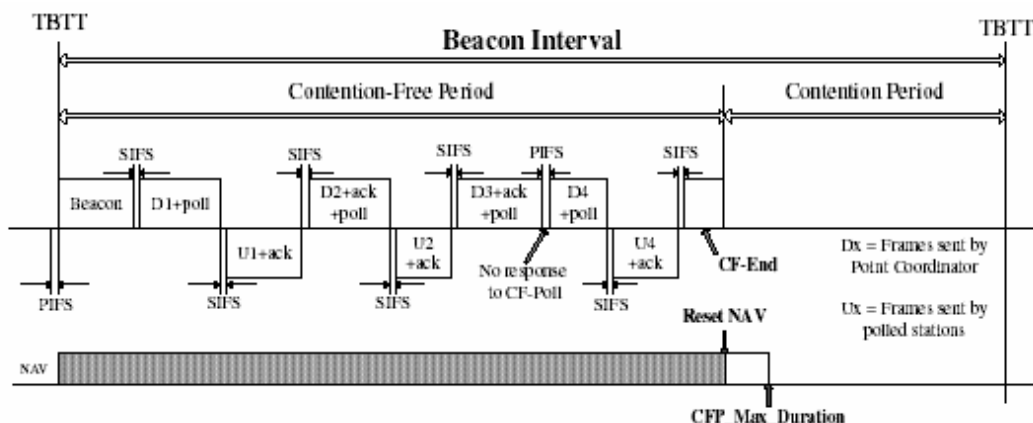 TBTT
TBTT
Beacon Interval
Contention-Free Period
Contention Period
SIFS
SIFS
SIFS
PIFS
SIFS
Beacon
D1+poll
D2+ack
+poll
D3+ack
+poll
D4
+poll
U1+ack
U2
+ack
U4
+ack
No response
to CF-Poll
CF-End
Dx = Frames sent by
Point Coordinator
PIFS
SIFS
SIFS
SIFS
Ux = Frames sent by
polled stations
Reset NAV
NAV
CFP_Max_Duration